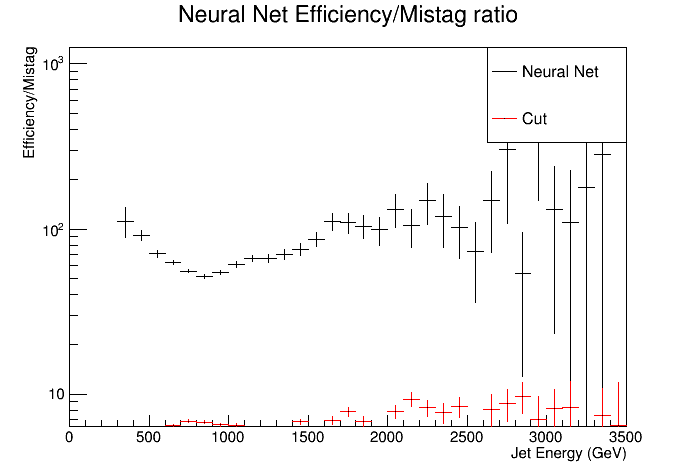 Neural Net Efficiency/Mistag ratio
Efficiency/Mistag
10³
10²
10
Neural Net
Cut
0 500 1000 1500 2000 2500 3000 3500
Jet Energy (GeV)